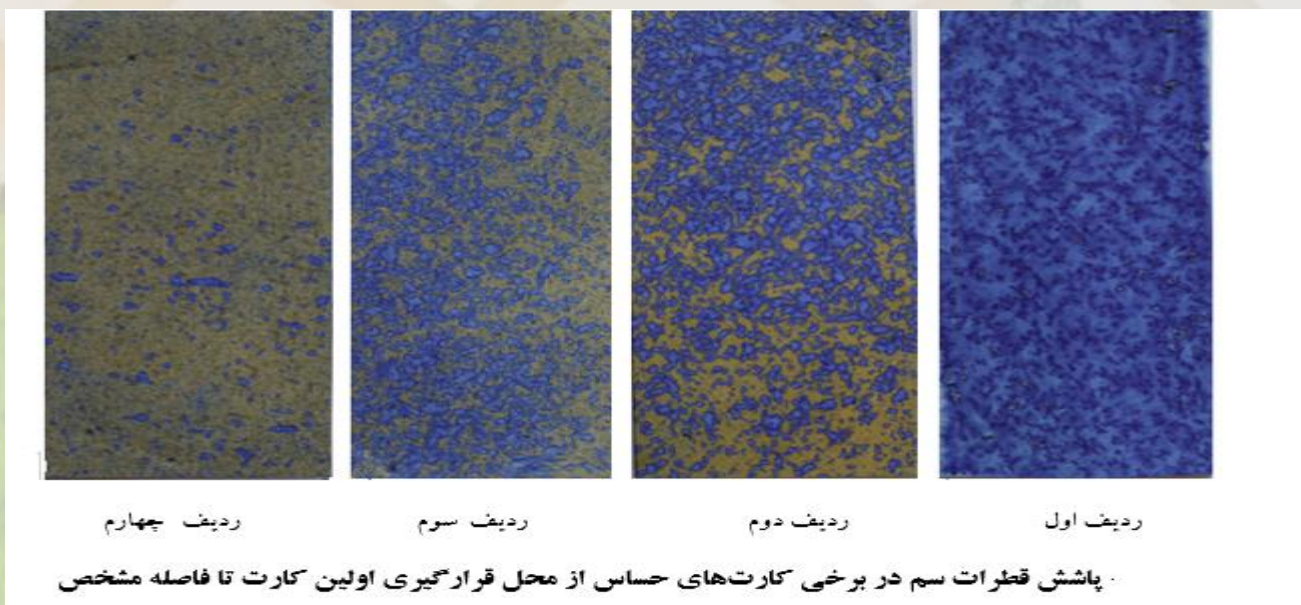 ردیف اول ردیف دوم ردیف سوم ردیف چهارم
پاشش قطرات سم در برخی کارت‌های حساس از محل قرارگیری اولین کارت تا فاصله مشخص